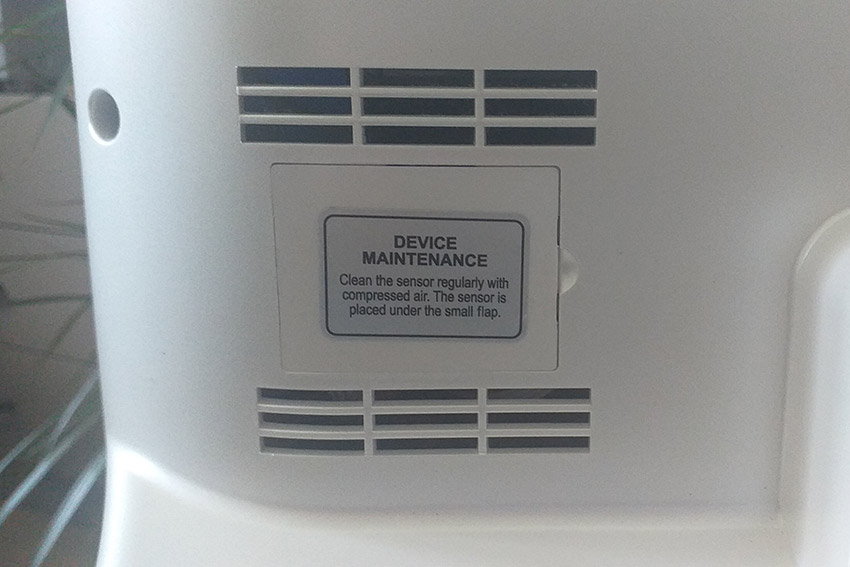 DEVICE
MAINTENANCE
Clean the sensor regularly with
compressed air. The sensor is
placed under the small flap.